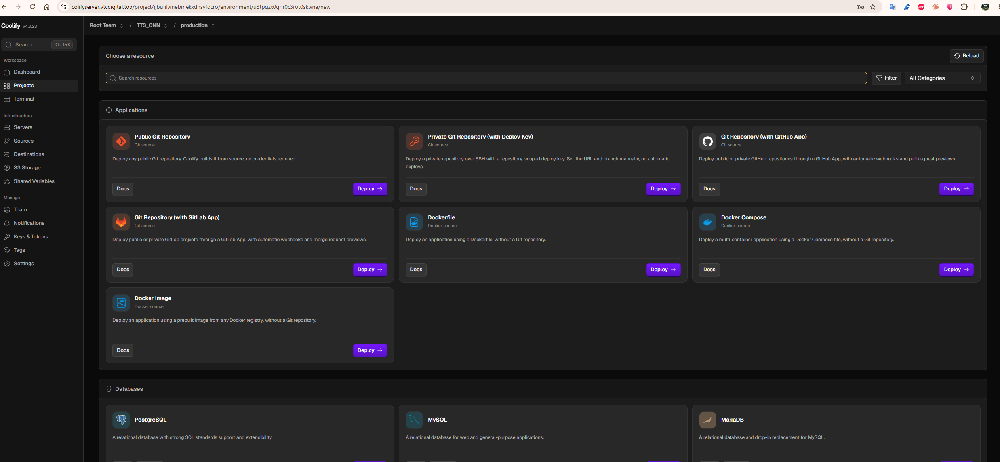 colifyserver.vtcdigital.top/project/jjbufilvmebmekxdhsyfdcro/environment/u3tpgzx0qrir0c3rot0skwna/new
ABP
Coolify v4.3.23
Root Team / TTS_CNN / production
Search Ctrl+K
Workspace
Dashboard
Projects
Terminal
Infrastructure
Servers
Sources
Destinations
S3 Storage
Shared Variables
Manage
Team
Notifications
Keys & Tokens
Tags
Settings
Choose a resource
Reload
Search resources
Filter
All Categories
Applications
Public Git Repository
Git source
Deploy any public Git repository. Coolify builds it from source, no credentials required.
Docs
Deploy →
Private Git Repository (with Deploy Key)
Git source
Deploy a private repository over SSH with a repository-scoped deploy key. Set the URL and branch manually, no automatic
deploys.
Docs
Deploy →
Git Repository (with GitHub App)
Git source
Deploy public or private GitHub repositories through a GitHub App, with automatic webhooks and pull request previews.
Docs
Deploy →
Git Repository (with GitLab App)
Git source
Deploy public or private GitLab projects through a GitLab App, with automatic webhooks and merge request previews.
Docs
Deploy →
Dockerfile
Docker source
Deploy an application using a Dockerfile, without a Git repository.
Docs
Deploy →
Docker Compose
Docker source
Deploy a multi-container application using a Docker Compose file, without a Git repository.
Docs
Deploy →
Docker Image
Docker source
Deploy an application using a prebuilt image from any Docker registry, without a Git repository.
Docs
Deploy →
Databases
PostgreSQL
A relational database with strong SQL standards support and extensibility.
MySQL
A relational database for web and general-purpose applications.
MariaDB
A relational database and drop-in replacement for MySQL.